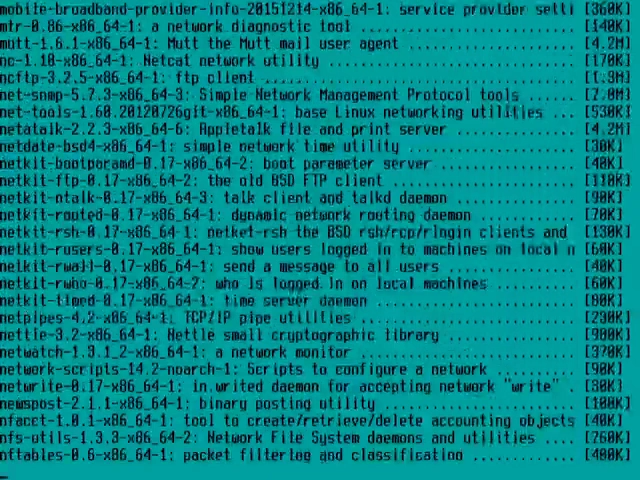 mobile-broadband-provider-info-20151214-x86_64-1: service provider setti [360K]
mtr-0.86-x86_64-1: a network diagnostic tool ........................... [140K]
mutt-1.6.1-x86_64-1: Mutt the Mutt mail user agent ..................... [4.2M]
nc-1.10-x86_64-1: Netcat network utility ............................... [170K]
ncftp-3.2.5-x86_64-1: ftp client ....................................... [1.9M]
net-snmp-5.7.3-x86_64-3: Simple Network Management Protocol tools ...... [7.0M]
net-tools-1.60.20120726git-x86_64-1: base Linux networking utilities ... [530K]
netatalk-2.2.3-x86_64-6: Appletalk file and print server ............... [4.2M]
netdate-bsd4-x86_64-1: simple network time utility ..................... [30K]
netkit-bootparamd-0.17-x86_64-2: boot parameter server ................. [40K]
netkit-ftp-0.17-x86_64-2: the old BSD FTP client ....................... [110K]
netkit-ntalk-0.17-x86_64-3: talk client and talkd daemon ............... [90K]
netkit-routed-0.17-x86_64-1: dynamic network routing daemon ............ [70K]
netkit-rsh-0.17-x86_64-1: netket-rsh the BSD rsh/rcp/rlogin clients and  [130K]
netkit-rusers-0.17-x86_64-1: show users logged in to machines on local n [60K]
netkit-rwall-0.17-x86_64-1: send a message to all users ................ [40K]
netkit-rwho-0.17-x86_64-2: who is logged in on local machines .......... [60K]
netkit-timed-0.17-x86_64-1: time server daemon ......................... [80K]
netpipes-4.2-x86_64-1: TCP/IP pipe utilities ........................... [230K]
nettle-3.2-x86_64-1: Nettle small cryptographic library ................ [900K]
netwatch-1.3.1_2-x86_64-1: a network monitor ........................... [370K]
network-scripts-14.2-noarch-1: Scripts to configure a network .......... [90K]
netwrite-0.17-x86_64-1: in.writed daemon for accepting network "write" . [30K]
newspost-2.1.1-x86_64-1: binary posting utility ........................ [100K]
nfacct-1.0.1-x86_64-1: tool to create/retrieve/delete accounting objects [40K]
nfs-utils-1.3.3-x86_64-2: Network File System daemons and utilities .... [760K]
nftables-0.6-x86_64-1: packet filtering and classification ............. [400K]